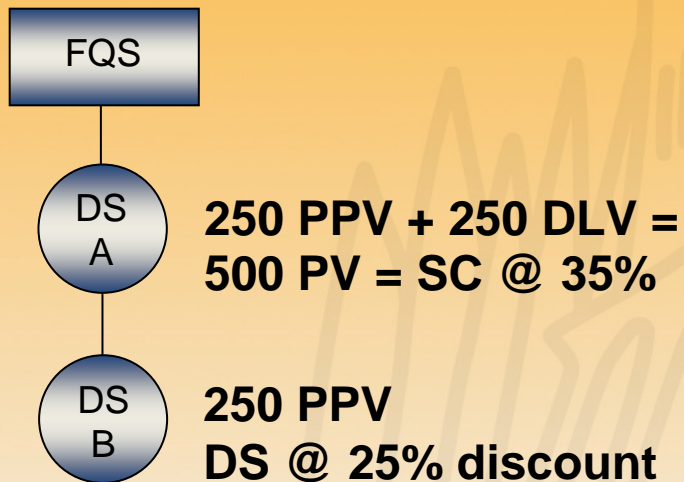 FQS
DS
A
250 PPV + 250 DLV =
500 PV = SC @ 35%
DS
B
250 PPV
DS @ 25% discount